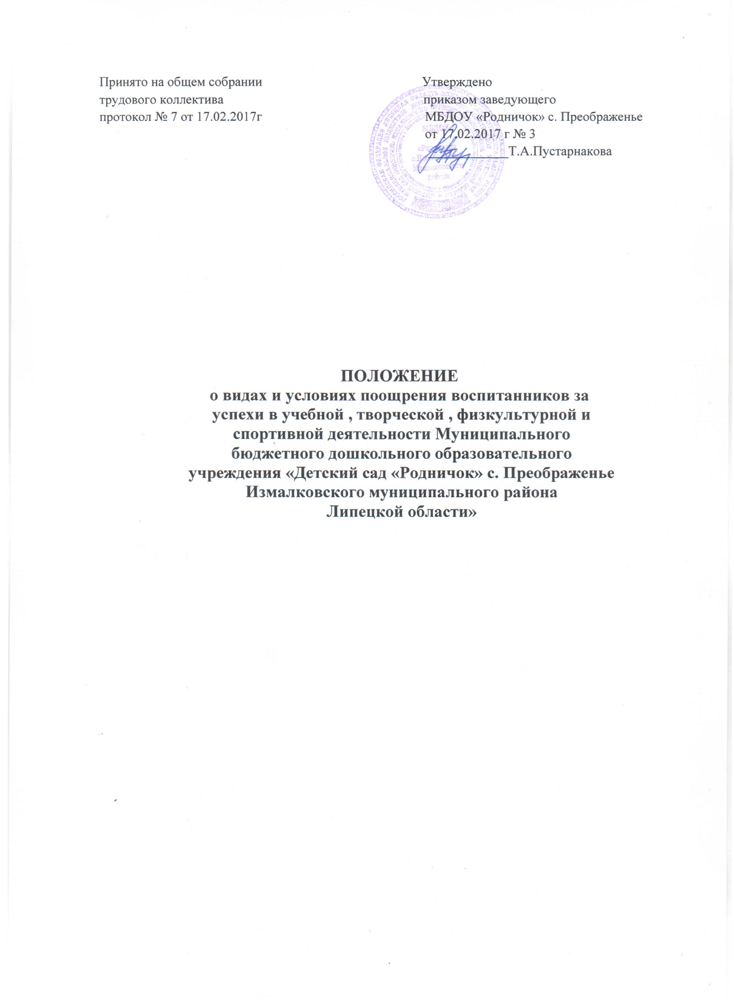 Принято на общем собрании
трудового коллектива
протокол № 7 от 17.02.2017г
Утверждено
приказом заведующего
МБДОУ «Родничок» с. Преображенье
от 17.02.2017 г № 3
____________Т.А.Пустарнакова
ПОЛОЖЕНИЕ
о видах и условиях поощрения воспитанников за
успехи в учебной , творческой , физкультурной и
спортивной деятельности Муниципального
бюджетного дошкольного образовательного
учреждения «Детский сад «Родничок» с. Преображенье
Измалковского муниципального района
Липецкой области»